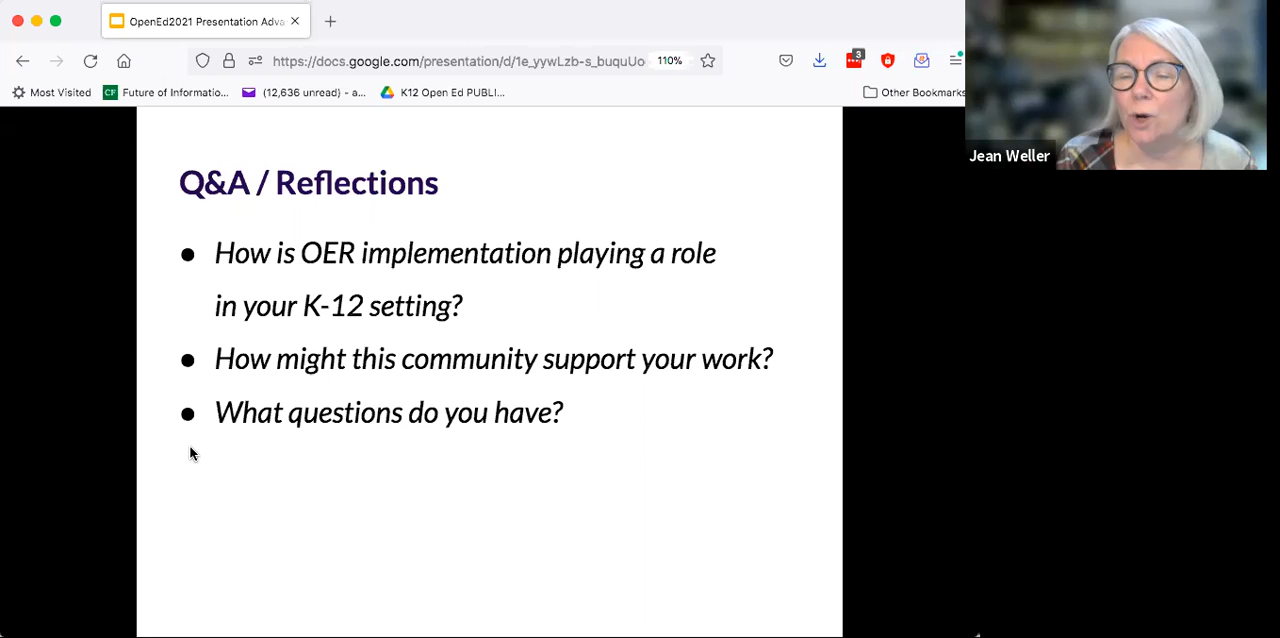 OpenEd2021 Presentation Adva
https://docs.google.com/presentation/d/1e_yywLzb-s_buquUo
110%
3
Most Visited
CF
Future of Informatio...
(12,636 unread) - a...
K12 Open Ed PUBLI...
Other Bookmarks
Jean Weller
Q&A / Reflections
● How is OER implementation playing a role
in your K-12 setting?
● How might this community support your work?
● What questions do you have?